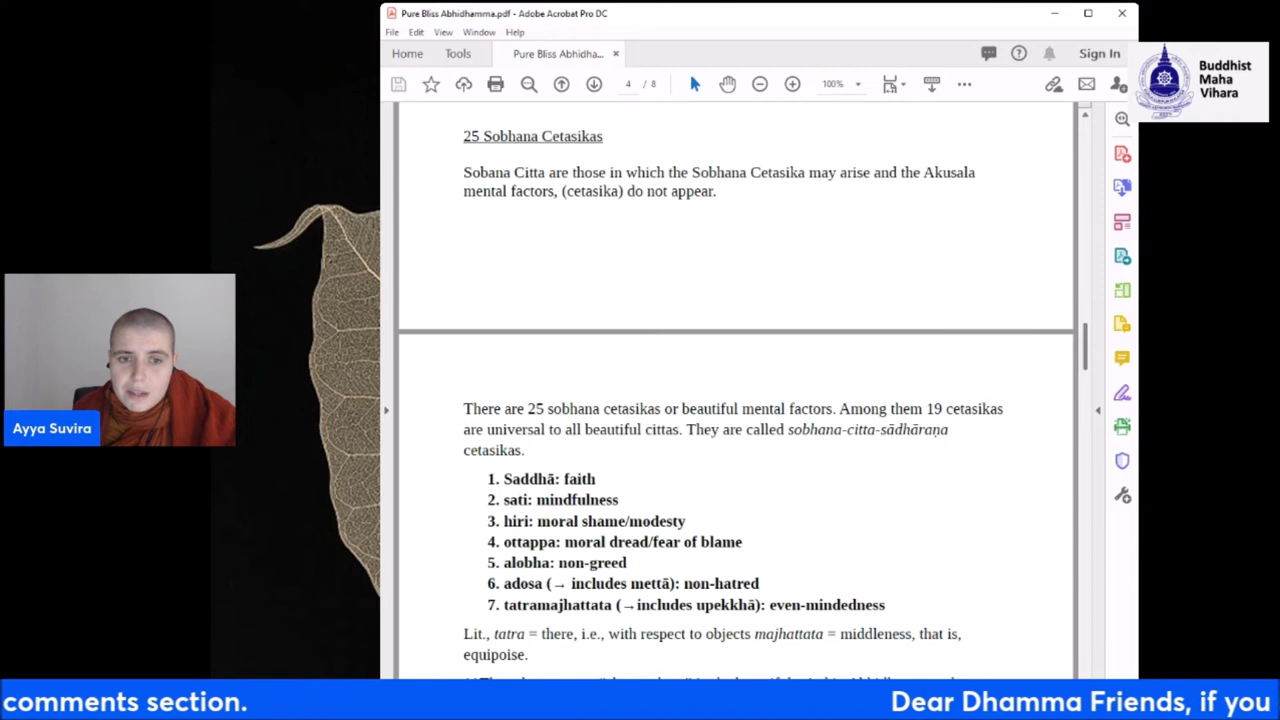 Pure Bliss Abhidhamma.pdf - Adobe Acrobat Pro DC
File Edit View Window Help
Home Tools Pure Bliss Abhidha... Sign In
4 / 8 100%
Buddhist
Maha
Vihara
25 Sobhana Cetasikas
Sobana Citta are those in which the Sobhana Cetasika may arise and the Akusala
mental factors, (cetasika) do not appear.
There are 25 sobhana cetasikas or beautiful mental factors. Among them 19 cetasikas
are universal to all beautiful cittas. They are called sobhana-citta-sādhāraṇa
cetasikas.
1. Saddhā: faith
2. sati: mindfulness
3. hiri: moral shame/modesty
4. ottappa: moral dread/fear of blame
5. alobha: non-greed
6. adosa (→ includes mettā): non-hatred
7. tatramajhattata (→includes upekkhā): even-mindedness
Lit., tatra = there, i.e., with respect to objects majhattata = middleness, that is,
equipoise.
Ayya Suvira
comments section. Dear Dhamma Friends, if you